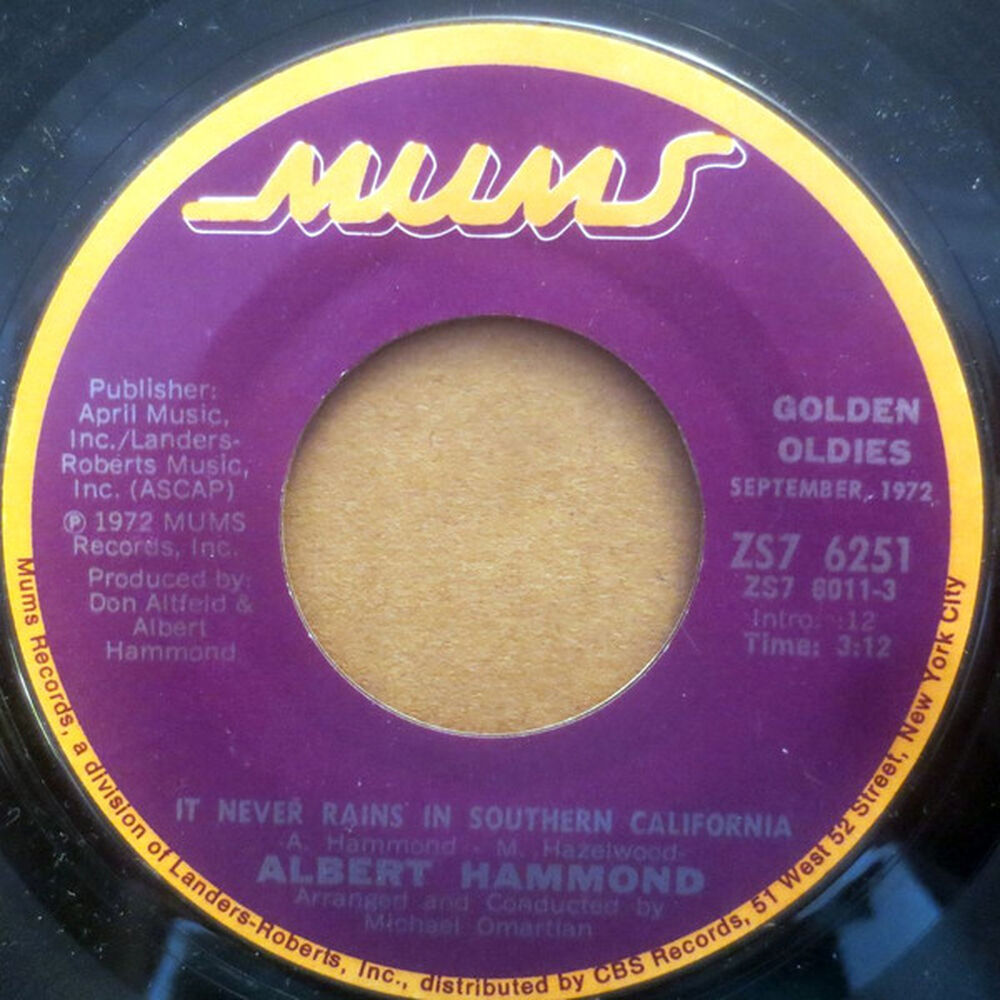 MUMS
Publisher:
April Music,
Inc./Landers-
Roberts Music,
Inc. (ASCAP)
℗ 1972 MUMS
Records, Inc.
Produced by:
Don Altfeld &
Albert
Hammond
GOLDEN
OLDIES
SEPTEMBER, 1972
ZS7 6251
ZS7 6011-3
Intro: :12
Time: 3:12
IT NEVER RAINS IN SOUTHERN CALIFORNIA
-A. Hammond - M. Hazelwood-
ALBERT HAMMOND
Arranged and Conducted by
Michael Omartian
Mums Records, a division of Landers-Roberts, Inc., distributed by CBS Records, 51 West 52 Street, New York City